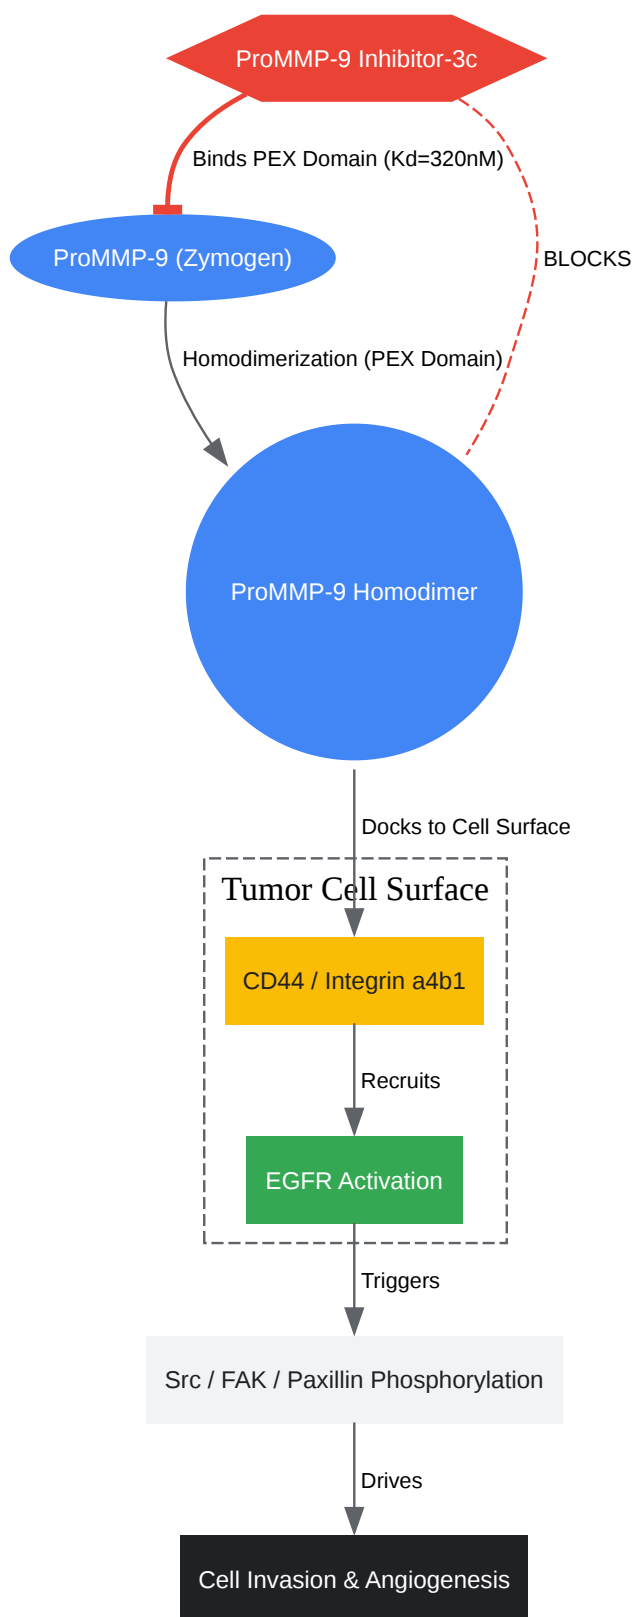 ProMMP-9 Inhibitor-3c
Binds PEX Domain (Kd=320nM)
ProMMP-9 (Zymogen)
BLOCKS
Homodimerization (PEX Domain)
ProMMP-9 Homodimer
Docks to Cell Surface
Tumor Cell Surface
CD44 / Integrin a4b1
Recruits
EGFR Activation
Triggers
Src / FAK / Paxillin Phosphorylation
Drives
Cell Invasion & Angiogenesis